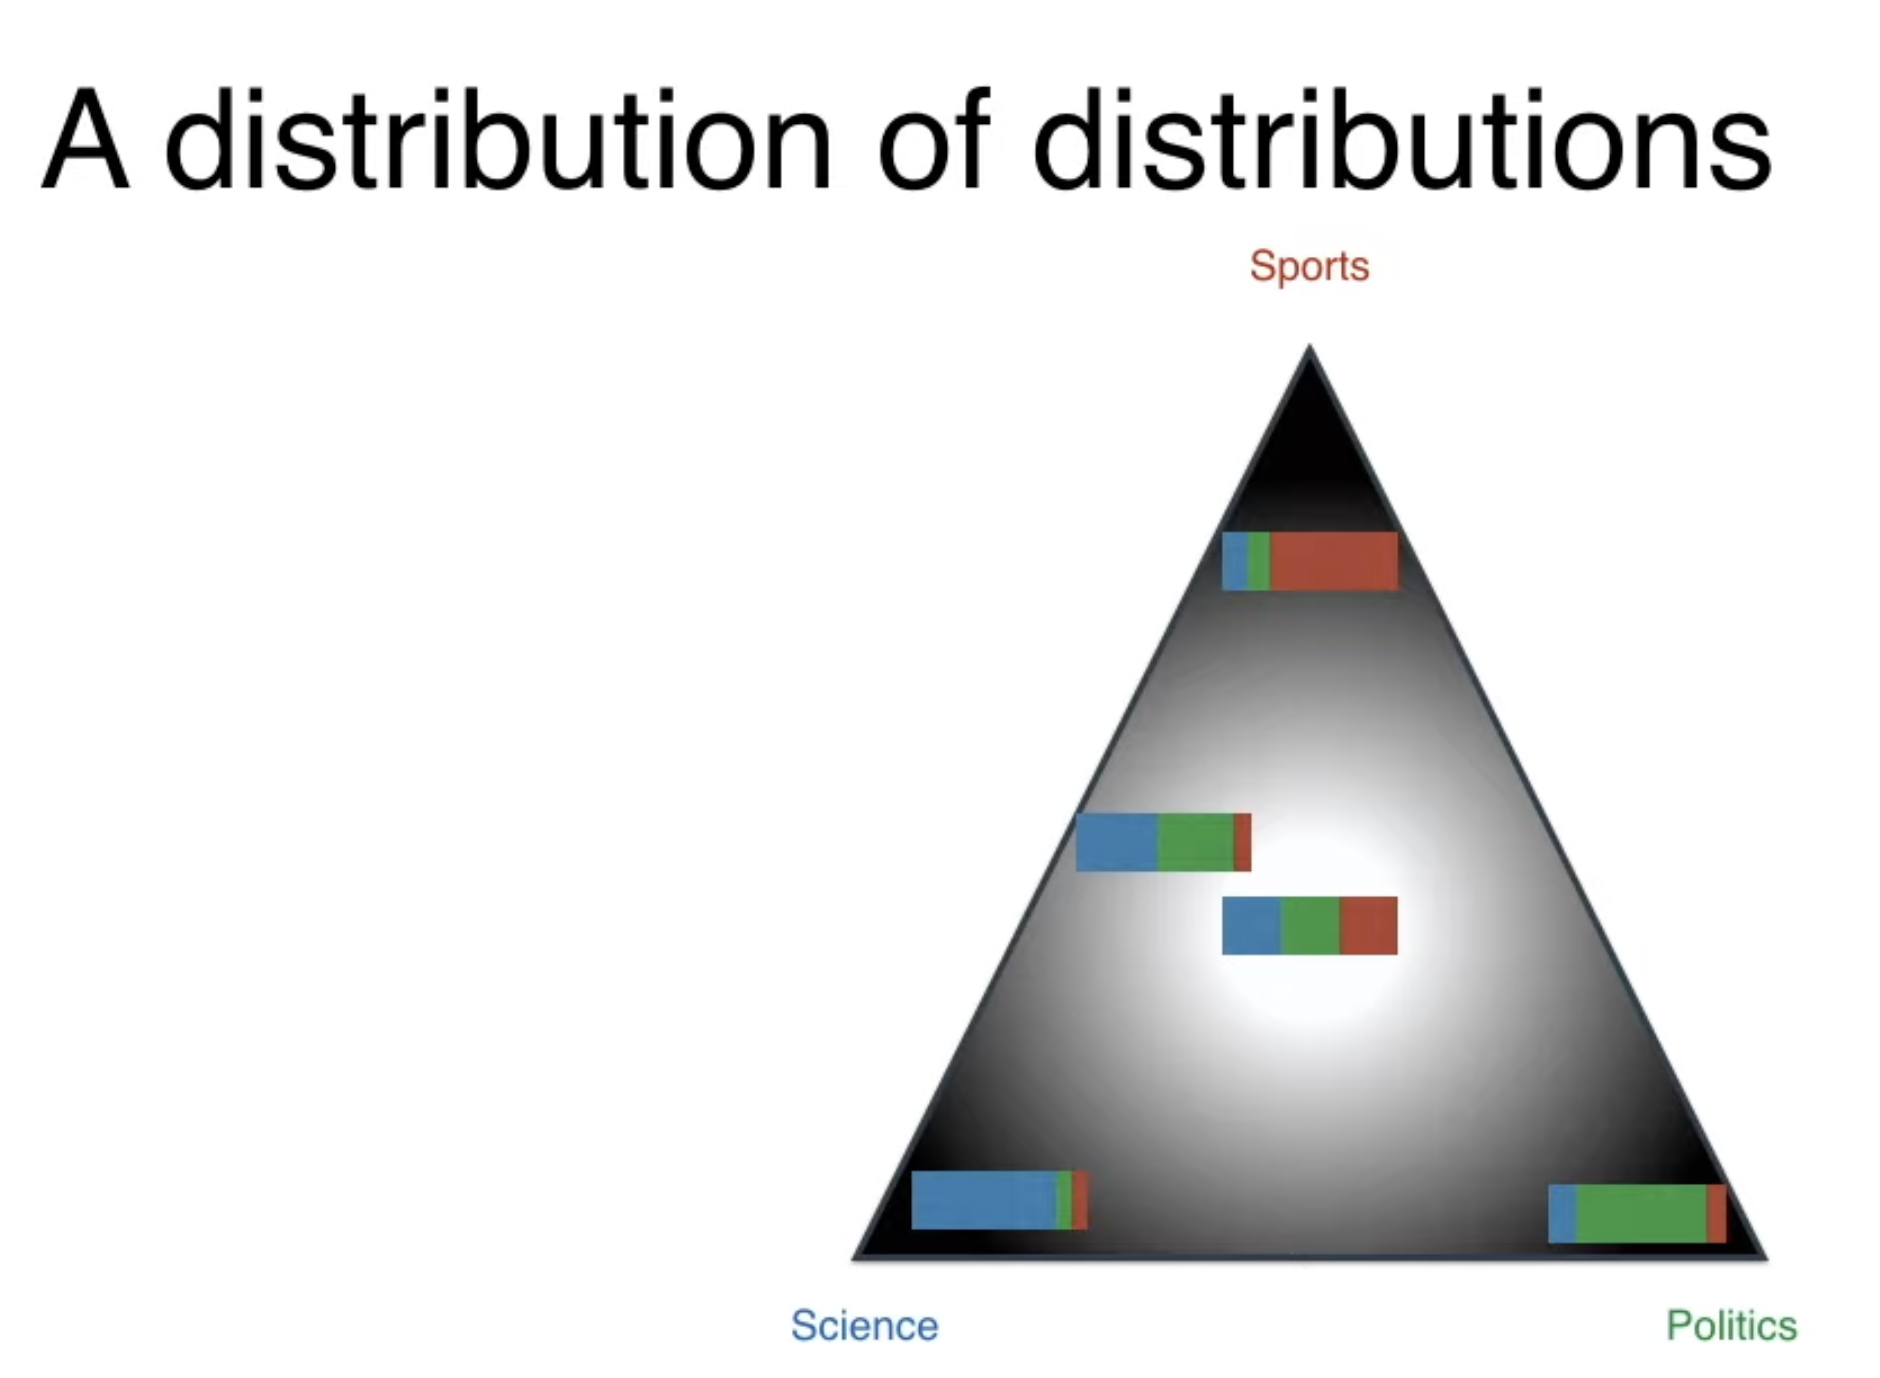 A distribution of distributions
Sports
Science
Politics